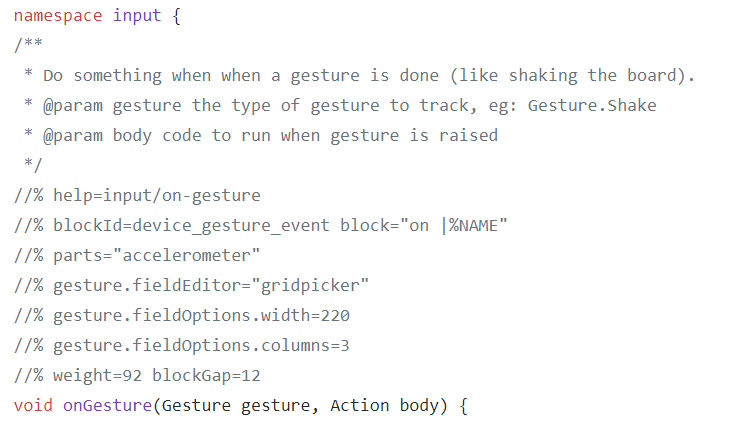 namespace input {
/**
 * Do something when when a gesture is done (like shaking the board).
 * @param gesture the type of gesture to track, eg: Gesture.Shake
 * @param body code to run when gesture is raised
 */
//% help=input/on-gesture
//% blockId=device_gesture_event block="on |%NAME"
//% parts="accelerometer"
//% gesture.fieldEditor="gridpicker"
//% gesture.fieldOptions.width=220
//% gesture.fieldOptions.columns=3
//% weight=92 blockGap=12
void onGesture(Gesture gesture, Action body) {